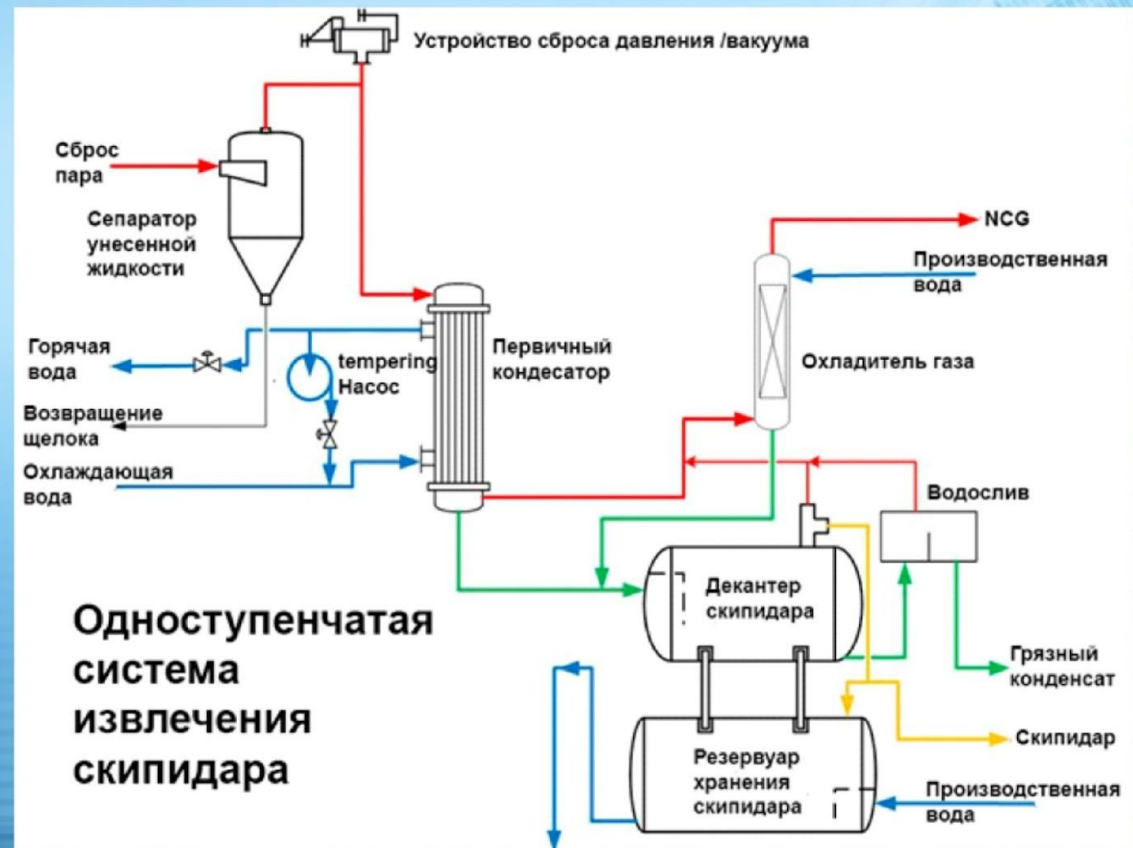 Устройство сброса давления /вакуума
Сброс
пара
Сепаратор
унесенной
жидкости
NCG
Производственная
вода
Горячая
вода
tempering
Насос
Первичный
кондесатор
Охладитель газа
Возвращение
щелока
Охлаждающая
вода
Водослив
Декантер
скипидара
Одноступенчатая
система
извлечения
скипидара
Грязный
конденсат
Скипидар
Резервуар
хранения
скипидара
Производственная
вода